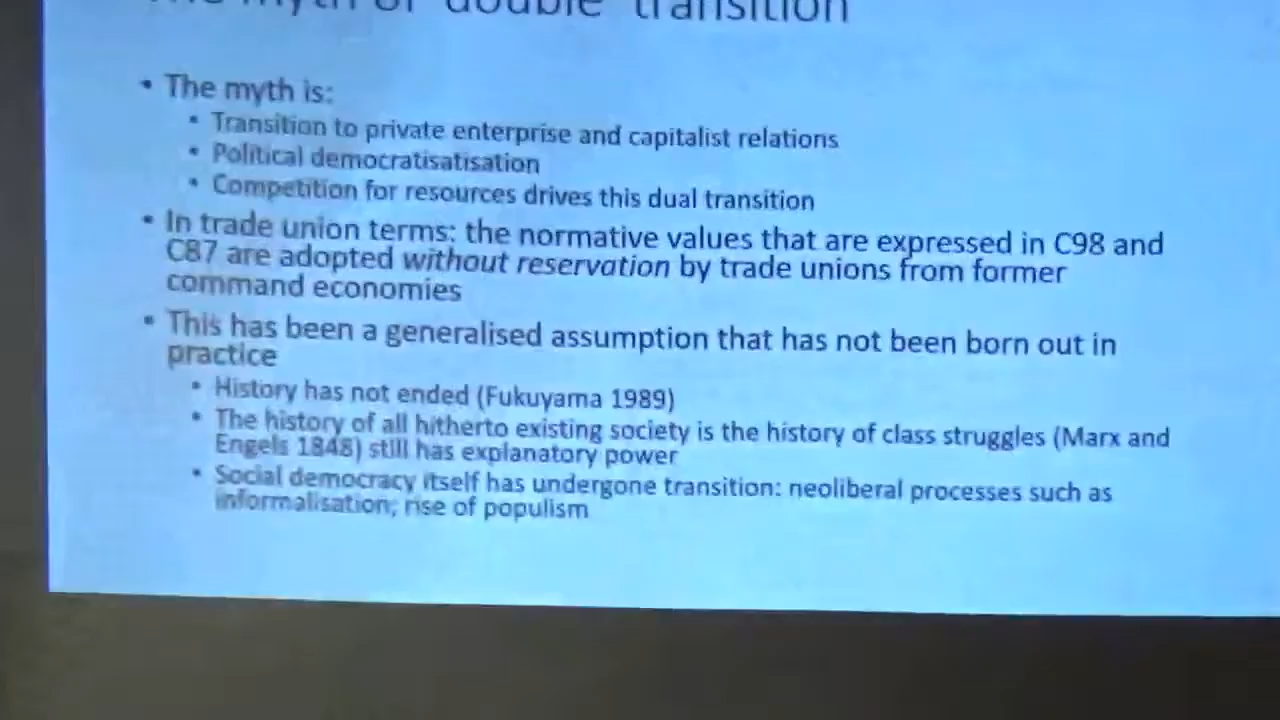 The myth of 'double' transition
• The myth is:
• Transition to private enterprise and capitalist relations
• Political democratisatisation
• Competition for resources drives this dual transition
• In trade union terms: the normative values that are expressed in C98 and
C87 are adopted without reservation by trade unions from former
command economies
• This has been a generalised assumption that has not been born out in
practice
• History has not ended (Fukuyama 1989)
• The history of all hitherto existing society is the history of class struggles (Marx and
Engels 1848) still has explanatory power
• Social democracy itself has undergone transition: neoliberal processes such as
informalisation; rise of populism